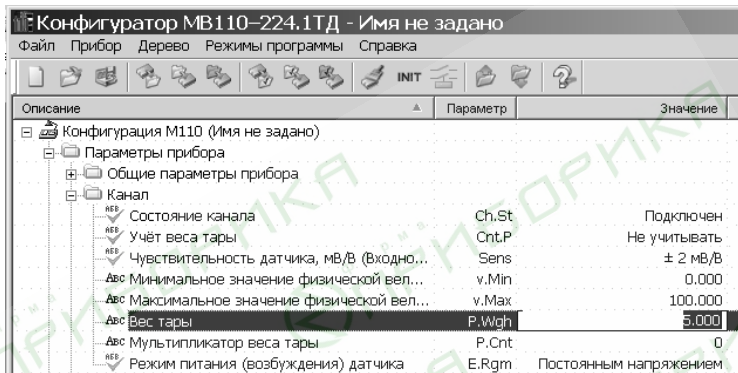 Конфигуратор МВ110–224.1ТД - Имя не задано
Файл Прибор Дерево Режимы программы Справка
INIT
Описание Параметр Значение
Конфигурация М110 (Имя не задано)
Параметры прибора
Общие параметры прибора
Канал
Состояние канала Ch.St Подключен
Учёт веса тары Cnt.P Не учитывать
Чувствительность датчика, мВ/В (Входно... Sens ± 2 мВ/В
Минимальное значение физической вел... v.Min 0.000
Максимальное значение физической вел... v.Max 100.000
Вес тары P.Wgh 5.000
Мультипликатор веса тары P.Cnt 0
Режим питания (возбуждения) датчика E.Rgm Постоянным напряжением